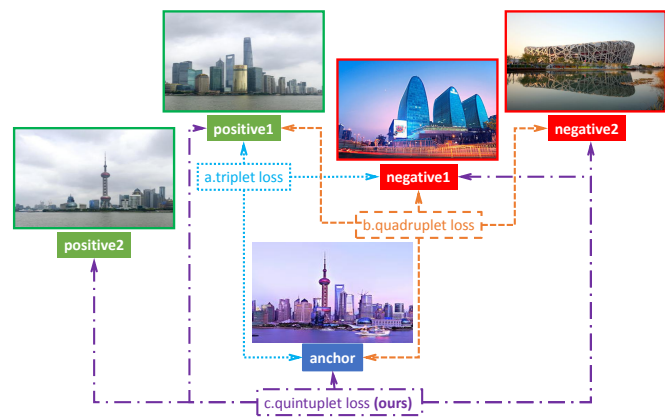 positive1
negative2
a.triplet loss
negative1
b.quadruplet loss
positive2
anchor
c.quintuplet loss (ours)